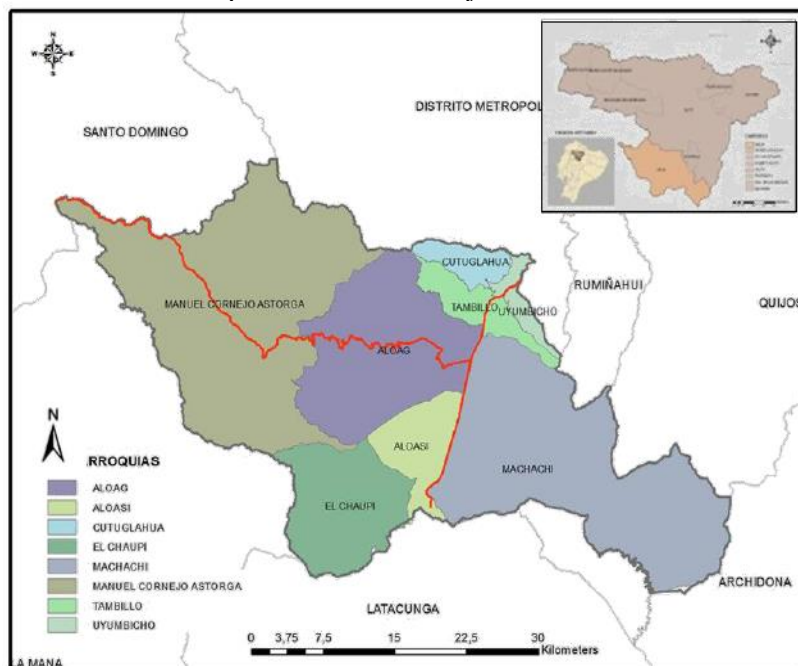 N
W E
S
SANTO DOMINGO
DISTRITO METROPOL
CUTUGLAHUA
RUMIÑAHUI
TAMBILLO
UYUMBICHO
QUIJOS
MANUEL CORNEJO ASTORGA
ALOAG
ALOASI
MACHACHI
EL CHAUPI
N
RROQUIAS
ALOAG
ALOASI
CUTUGLAHUA
EL CHAUPI
MACHACHI
MANUEL CORNEJO ASTORGA
TAMBILLO
UYUMBICHO
ARCHIDONA
LATACUNGA
0 3,75 7,5 15 22,5 30
Kilometers
LA MANA